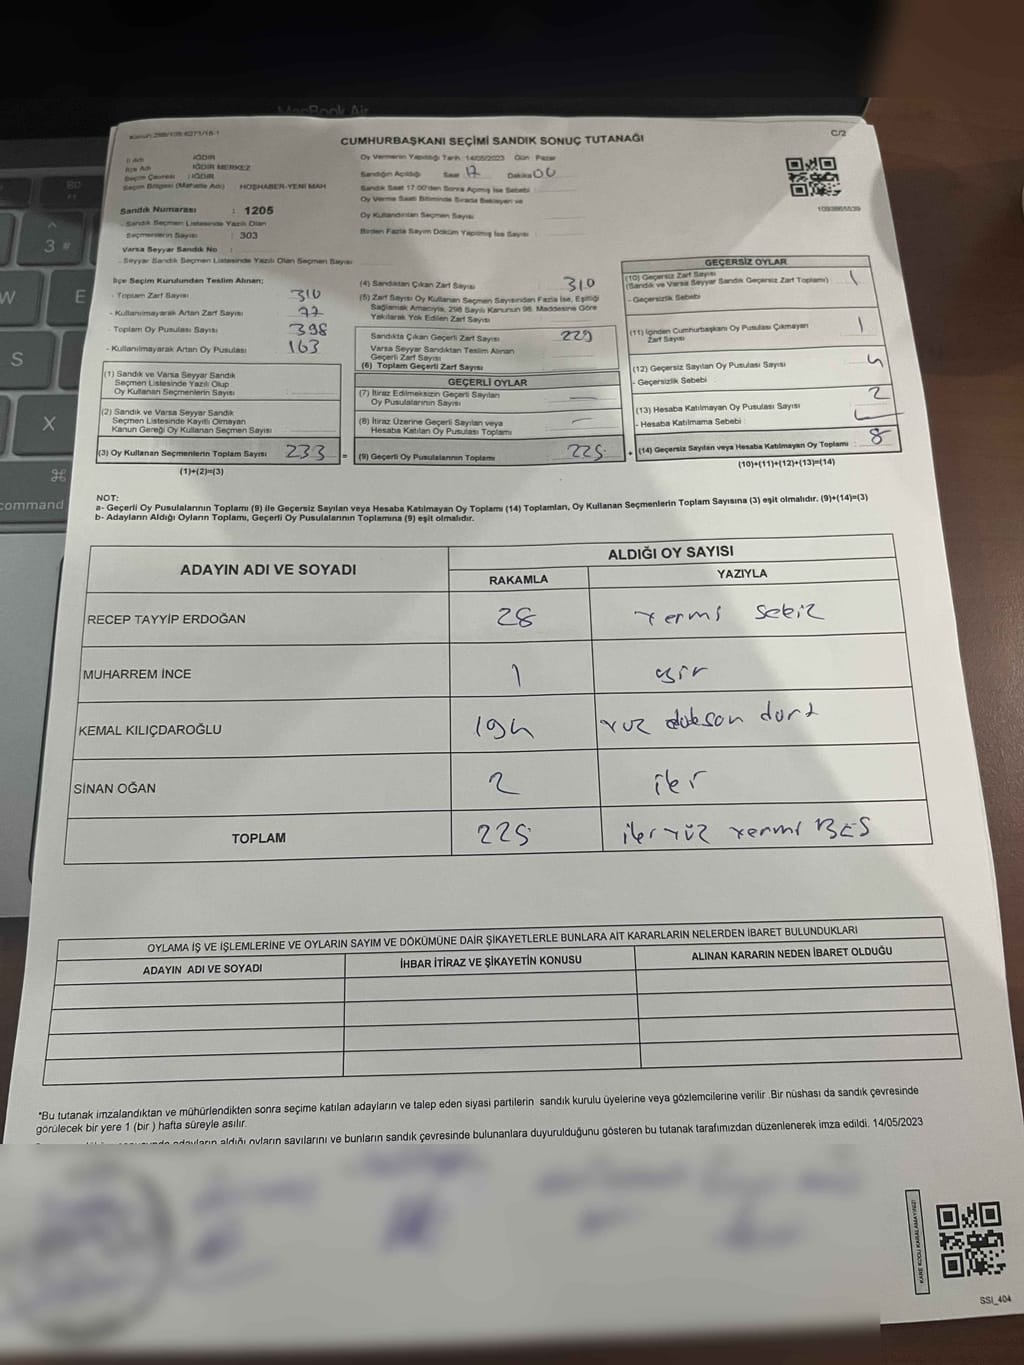 MacBook Air
Kanun:298/105:6271/18-1
C/2
CUMHURBAŞKANI SEÇİMİ SANDIK SONUÇ TUTANAĞI
İl Adı : IĞDIR
İlçe Adı : IĞDIR MERKEZ
Seçim Çevresi : IĞDIR
Seçim Bölgesi (Mahalle Adı) : HOŞHABER-YENİ MAH
Sandık Numarası : 1205
- Sandık Seçmen Listesinde Yazılı Olan
Seçmenlerin Sayısı : 303
Varsa Seyyar Sandık No :
- Seyyar Sandık Seçmen Listesinde Yazılı Olan Seçmen Sayısı
Oy Vermenin Yapıldığı Tarih : 14/05/2023 Gün : Pazar
Sandığın Açıldığı Saat 17 Dakika 00
Sandık Saat 17:00'den Sonra Açılmış İse Sebebi
Oy Verme Saati Bitiminde Sırada Bekleyen ve
Oy Kullandırılan Seçmen Sayısı
Birden Fazla Sayım Döküm Yapılmış İse Sayısı
1093865539
İlçe Seçim Kurulundan Teslim Alınan;
- Toplam Zarf Sayısı 310
- Kullanılmayarak Artan Zarf Sayısı 77
- Toplam Oy Pusulası Sayısı 398
- Kullanılmayarak Artan Oy Pusulası 163
(1) Sandık ve Varsa Seyyar Sandık
Seçmen Listesinde Yazılı Olup
Oy Kullanan Seçmenlerin Sayısı
(2) Sandık ve Varsa Seyyar Sandık
Seçmen Listesinde Kayıtlı Olmayan
Kanun Gereği Oy Kullanan Seçmen Sayısı
(3) Oy Kullanan Seçmenlerin Toplam Sayısı 233 =
(1)+(2)=(3)
(4) Sandıktan Çıkan Zarf Sayısı 310
(5) Zarf Sayısı Oy Kullanan Seçmen Sayısından Fazla İse, Eşitliği
Sağlamak Amacıyla, 298 Sayılı Kanunun 98. Maddesine Göre
Yakılarak Yok Edilen Zarf Sayısı
Sandıkta Çıkan Geçerli Zarf Sayısı 229
Varsa Seyyar Sandıktan Teslim Alınan
Geçerli Zarf Sayısı
(6) Toplam Geçerli Zarf Sayısı
GEÇERLİ OYLAR
(7) İtiraz Edilmeksizin Geçerli Sayılan
Oy Pusulalarının Sayısı —
(8) İtiraz Üzerine Geçerli Sayılan veya
Hesaba Katılan Oy Pusulası Toplamı —
(9) Geçerli Oy Pusulalarının Toplamı 225 +
GEÇERSİZ OYLAR
(10) Geçersiz Zarf Sayısı
(Sandık ve Varsa Seyyar Sandık Geçersiz Zarf Toplamı) 1
- Geçersizlik Sebebi
(11) İçinden Cumhurbaşkanı Oy Pusulası Çıkmayan
Zarf Sayısı 1
(12) Geçersiz Sayılan Oy Pusulası Sayısı 4
- Geçersizlik Sebebi
(13) Hesaba Katılmayan Oy Pusulası Sayısı 2
- Hesaba Katılmama Sebebi
(14) Geçersiz Sayılan veya Hesaba Katılmayan Oy Toplamı 8
(10)+(11)+(12)+(13)=(14)
NOT:
a- Geçerli Oy Pusulalarının Toplamı (9) ile Geçersiz Sayılan veya Hesaba Katılmayan Oy Toplamı (14) Toplamları, Oy Kullanan Seçmenlerin Toplam Sayısına (3) eşit olmalıdır. (9)+(14)=(3)
b- Adayların Aldığı Oyların Toplamı, Geçerli Oy Pusulalarının Toplamına (9) eşit olmalıdır.
ADAYIN ADI VE SOYADI
ALDIĞI OY SAYISI
RAKAMLA YAZIYLA
RECEP TAYYİP ERDOĞAN 28 yermi sekiz
MUHARREM İNCE 1 bir
KEMAL KILIÇDAROĞLU 194 yuz doksan dort
SİNAN OĞAN 2 iki
TOPLAM 225 iki yüz yermi BEŞ
OYLAMA İŞ VE İŞLEMLERİNE VE OYLARIN SAYIM VE DÖKÜMÜNE DAİR ŞİKAYETLERLE BUNLARA AİT KARARLARIN NELERDEN İBARET BULUNDUKLARI
ADAYIN ADI VE SOYADI İHBAR İTİRAZ VE ŞİKAYETİN KONUSU ALINAN KARARIN NEDEN İBARET OLDUĞU
*Bu tutanak imzalandıktan ve mühürlendikten sonra seçime katılan adayların ve talep eden siyasi partilerin sandık kurulu üyelerine veya gözlemcilerine verilir .Bir nüshası da sandık çevresinde
görülecek bir yere 1 (bir ) hafta süreyle asılır.
adayların aldığı oyların sayılarını ve bunların sandık çevresinde bulunanlara duyurulduğunu gösteren bu tutanak tarafımızdan düzenlenerek imza edildi. 14/05/2023
KARE KODU KARALAMAYINIZ!
SSI_404
3 #
W
E
S
X
⌘
command